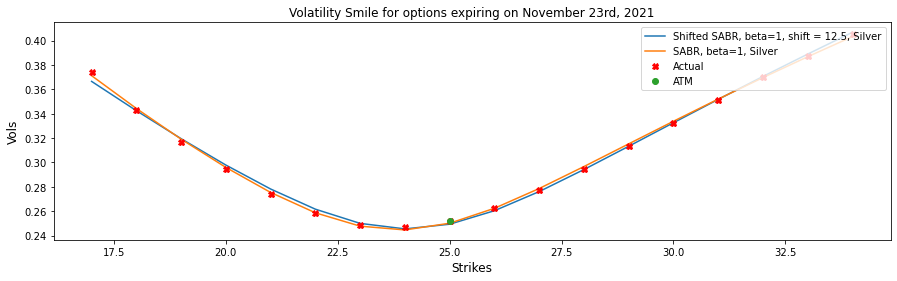 Volatility Smile for options expiring on November 23rd, 2021
Shifted SABR, beta=1, shift = 12.5, Silver
SABR, beta=1, Silver
Actual
ATM
Vols
0.40
0.38
0.36
0.34
0.32
0.30
0.28
0.26
0.24
17.5
20.0
22.5
25.0
27.5
30.0
32.5
Strikes